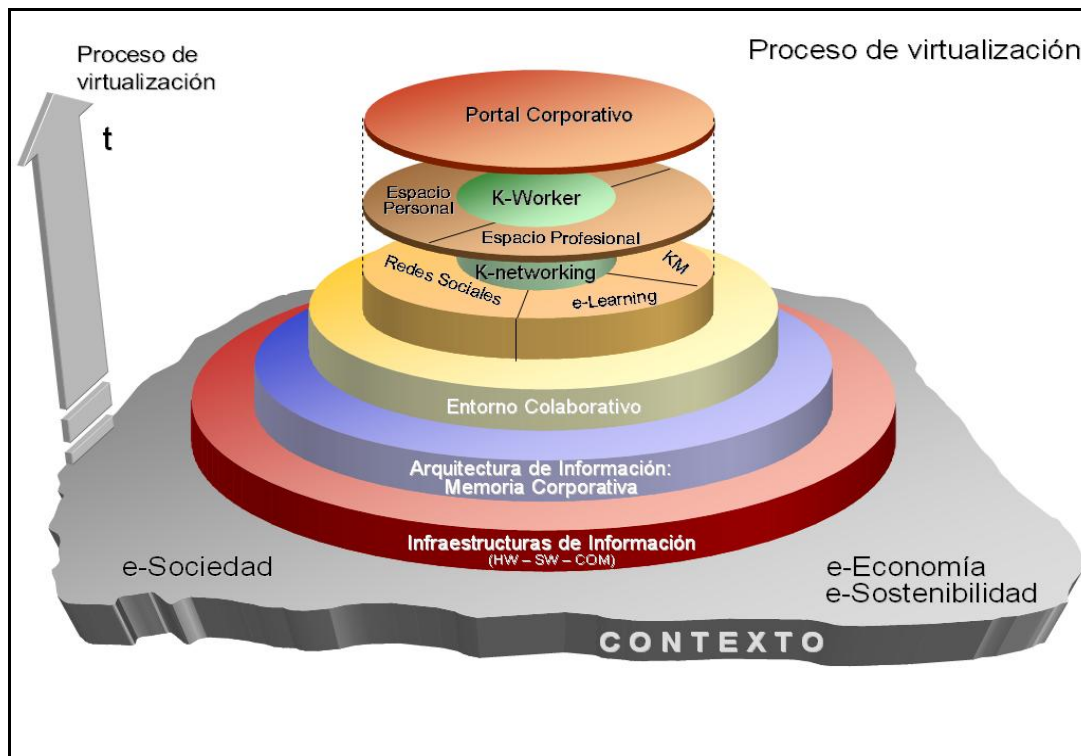 Proceso de
virtualización
t
Proceso de virtualización
Portal Corporativo
Espacio
Personal
K-Worker
Espacio Profesional
Redes Sociales
K-networking
KM
e-Learning
Entorno Colaborativo
Arquitectura de Información:
Memoria Corporativa
Infraestructuras de Información
(HW – SW – COM)
e-Sociedad
e-Economía
e-Sostenibilidad
CONTEXTO